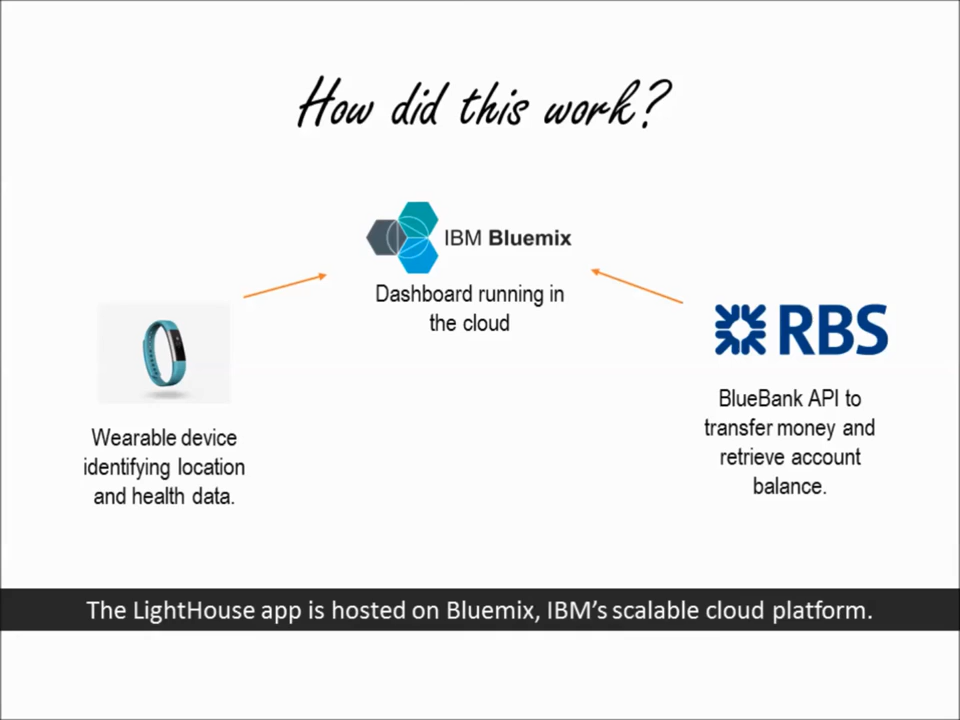 How did this work?
IBM Bluemix
Dashboard running in
the cloud
RBS
BlueBank API to
transfer money and
retrieve account
balance.
Wearable device
identifying location
and health data.
The LightHouse app is hosted on Bluemix, IBM’s scalable cloud platform.